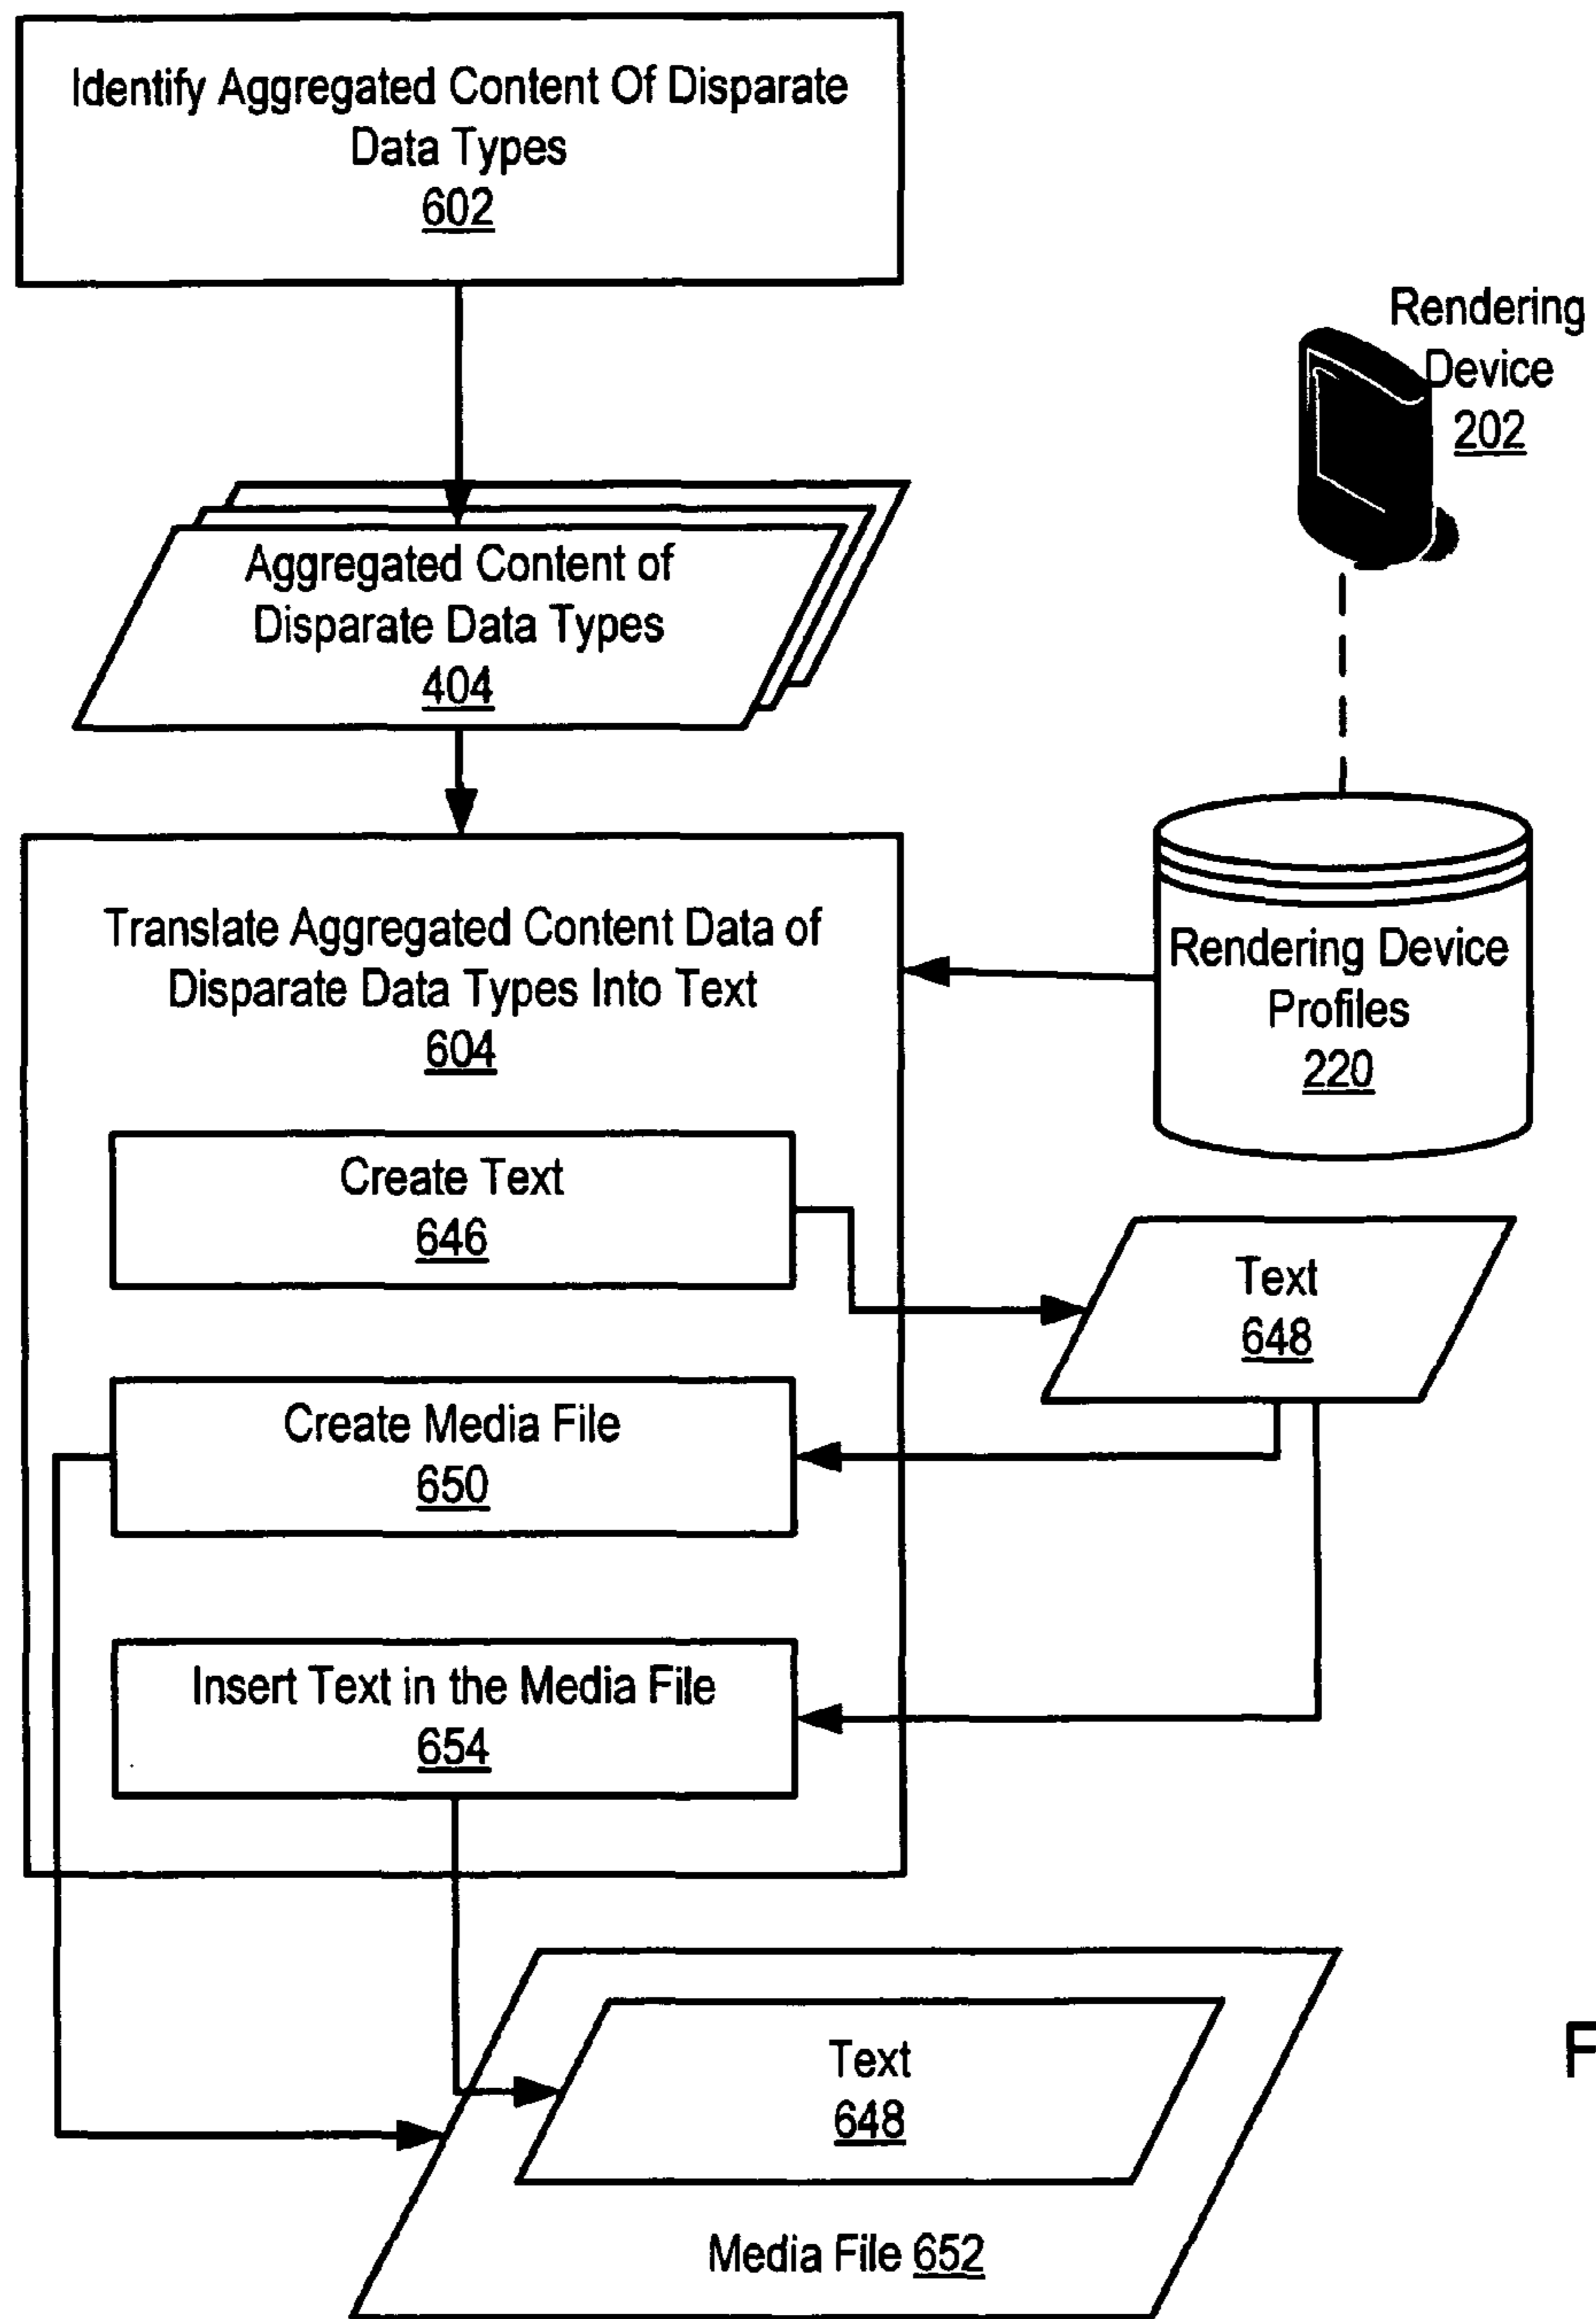 Identify Aggregated Content Of Disparate
Data Types
602
Rendering
Device
202
Aggregated Content of
Disparate Data Types
404
Translate Aggregated Content Data of
Disparate Data Types Into Text
604
Rendering Device
Profiles
220
Create Text
646
Text
648
Create Media File
650
Insert Text in the Media File
654
Text
648
Media File 652
F